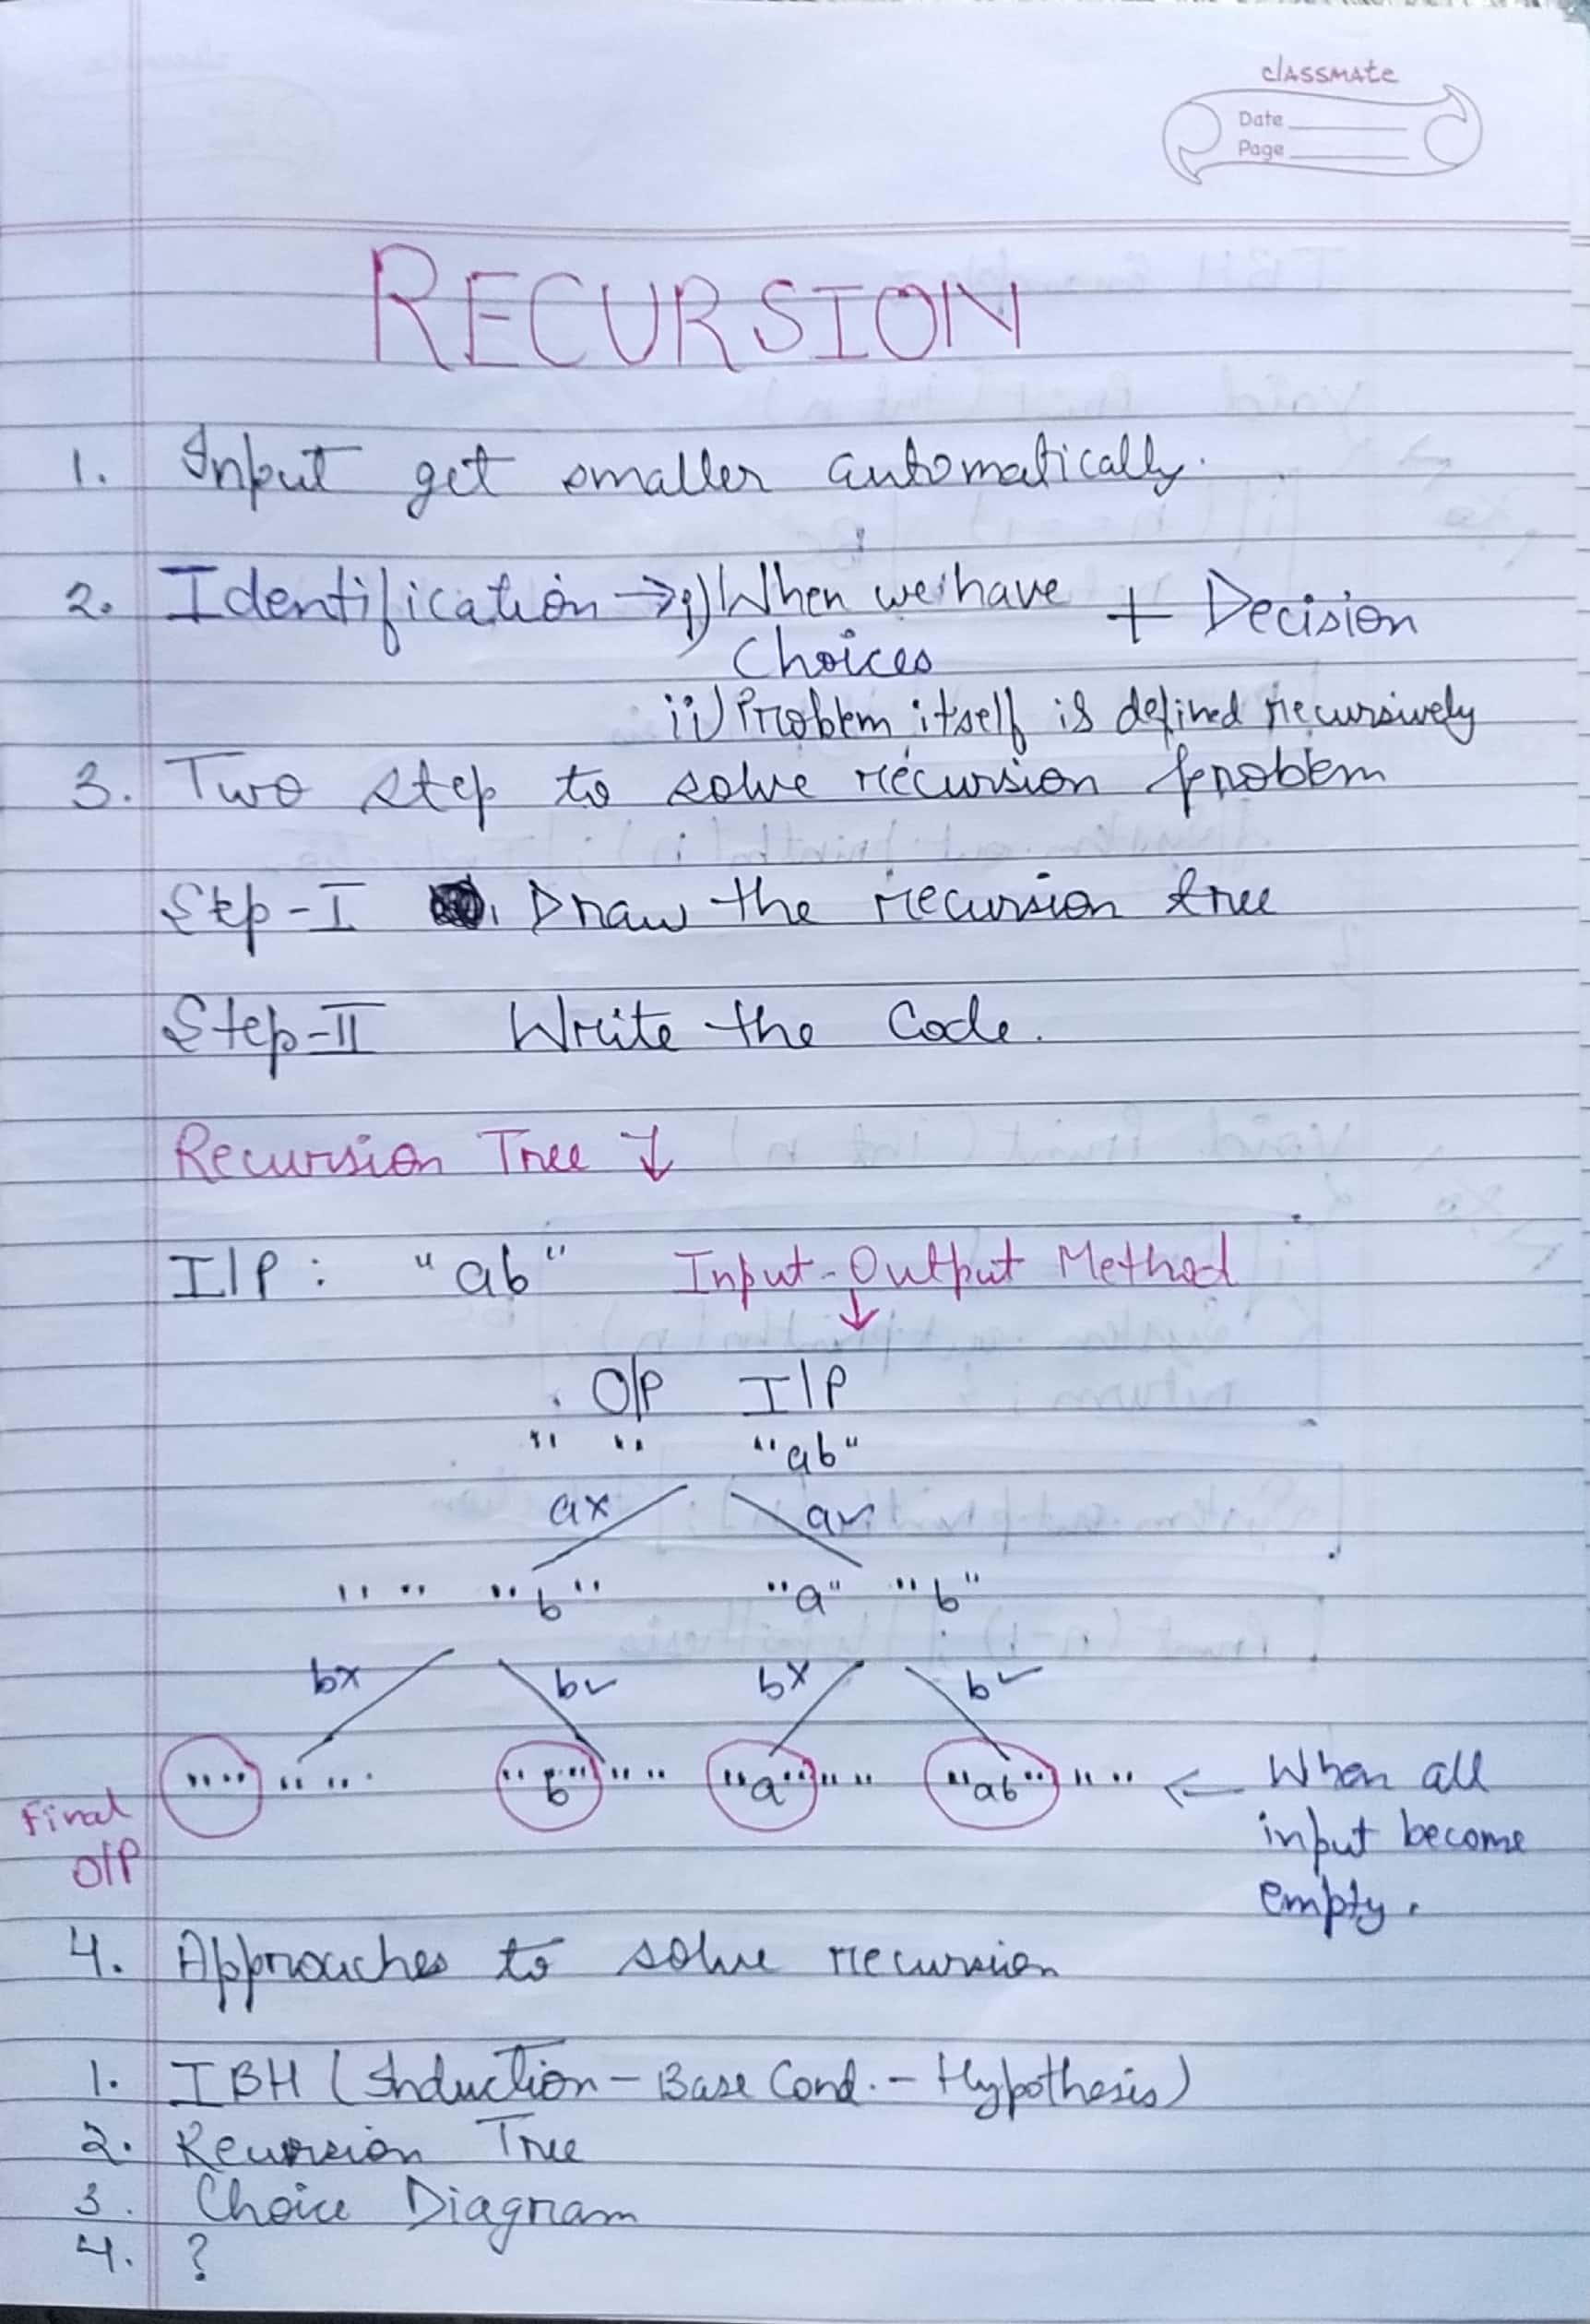 classmate
Date
Page
RECURSION
1. Input get smaller automatically.
2. Identification → i) When we have + Decision
Choices
ii) Problem itself is defined recursively
3. Two step to solve recursion problem
Step-I Draw the recursion tree
Step-II Write the Code.
Recursion Tree ↓
I/P : "ab" Input-Output Method
↓
O/P I/P
" " "ab"
ax a✓
" " "b" "a" "b"
bx b✓ bx b✓
" " " " "b" " " "a" " " "ab" " " ← When all
Final input become
O/P empty.
4. Approaches to solve recursion
1. IBH (Induction - Base Cond. - Hypothesis)
2. Recursion Tree
3. Choice Diagram
4. ?